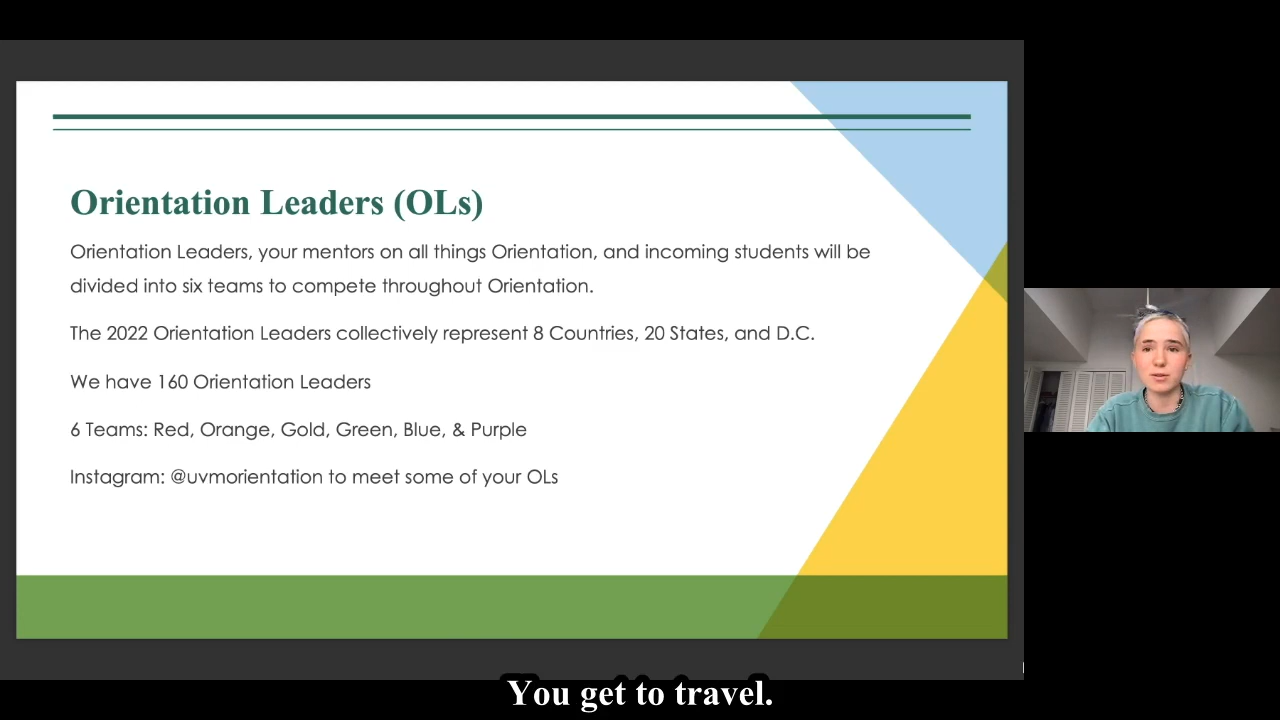 Orientation Leaders (OLs)
Orientation Leaders, your mentors on all things Orientation, and incoming students will be
divided into six teams to compete throughout Orientation.
The 2022 Orientation Leaders collectively represent 8 Countries, 20 States, and D.C.
We have 160 Orientation Leaders
6 Teams: Red, Orange, Gold, Green, Blue, & Purple
Instagram: @uvmorientation to meet some of your OLs
You get to travel.